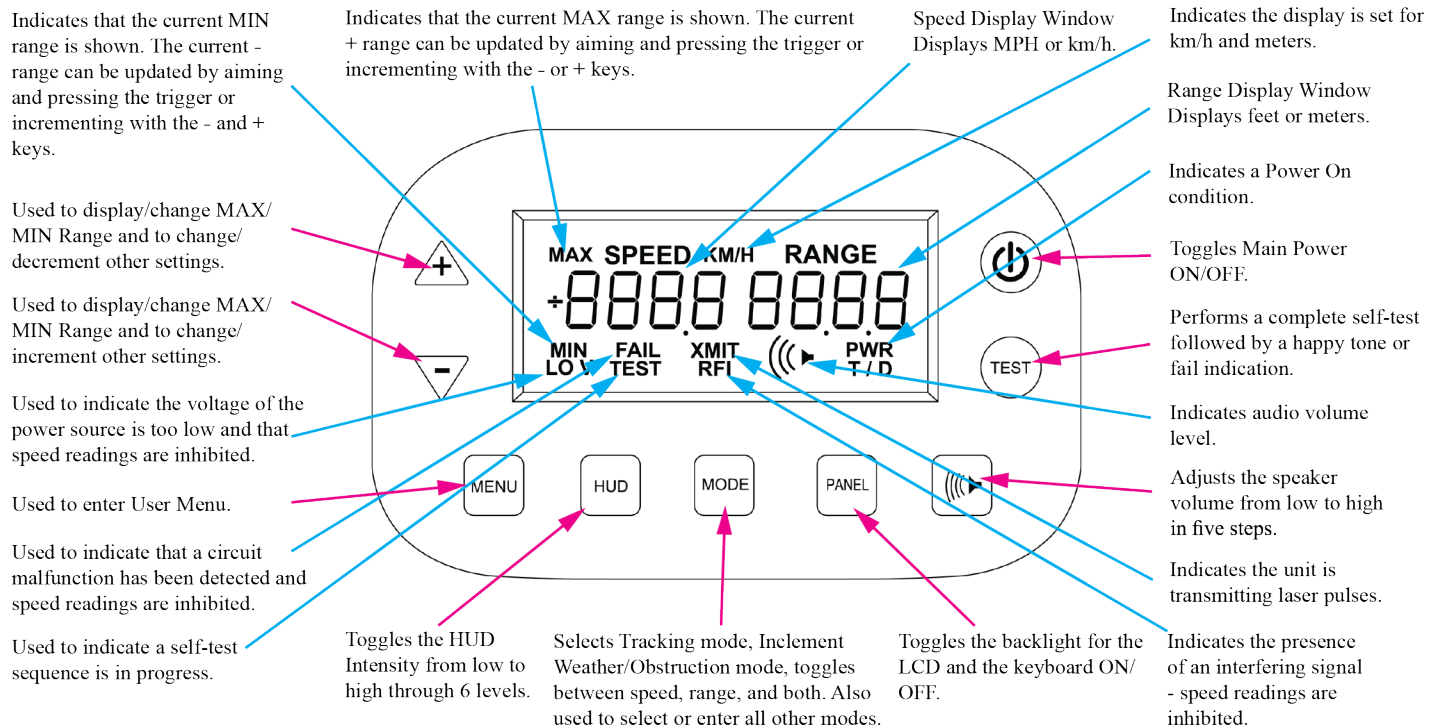 Indicates that the current MIN
range is shown. The current -
range can be updated by aiming
and pressing the trigger or
incrementing with the - and +
keys.
Indicates that the current MAX range is shown. The current
+ range can be updated by aiming and pressing the trigger or
incrementing with the - or + keys.
Speed Display Window
Displays MPH or km/h.
Indicates the display is set for
km/h and meters.
Range Display Window
Displays feet or meters.
Indicates a Power On
condition.
Toggles Main Power
ON/OFF.
Performs a complete self-test
followed by a happy tone or
fail indication.
Indicates audio volume
level.
Adjusts the speaker
volume from low to high
in five steps.
Indicates the unit is
transmitting laser pulses.
Indicates the presence
of an interfering signal
- speed readings are
inhibited.
Used to display/change MAX/
MIN Range and to change/
decrement other settings.
Used to display/change MAX/
MIN Range and to change/
increment other settings.
Used to indicate the voltage of the
power source is too low and that
speed readings are inhibited.
Used to enter User Menu.
Used to indicate that a circuit
malfunction has been detected and
speed readings are inhibited.
Used to indicate a self-test
sequence is in progress.
+
-
MAX SPEED KM/H RANGE
÷888.8 88.8.8
MIN FAIL XMIT PWR
LO V TEST RFI T / D
TEST
MENU HUD MODE PANEL
Toggles the HUD
Intensity from low to
high through 6 levels.
Selects Tracking mode, Inclement
Weather/Obstruction mode, toggles
between speed, range, and both. Also
used to select or enter all other modes.
Toggles the backlight for the
LCD and the keyboard ON/
OFF.